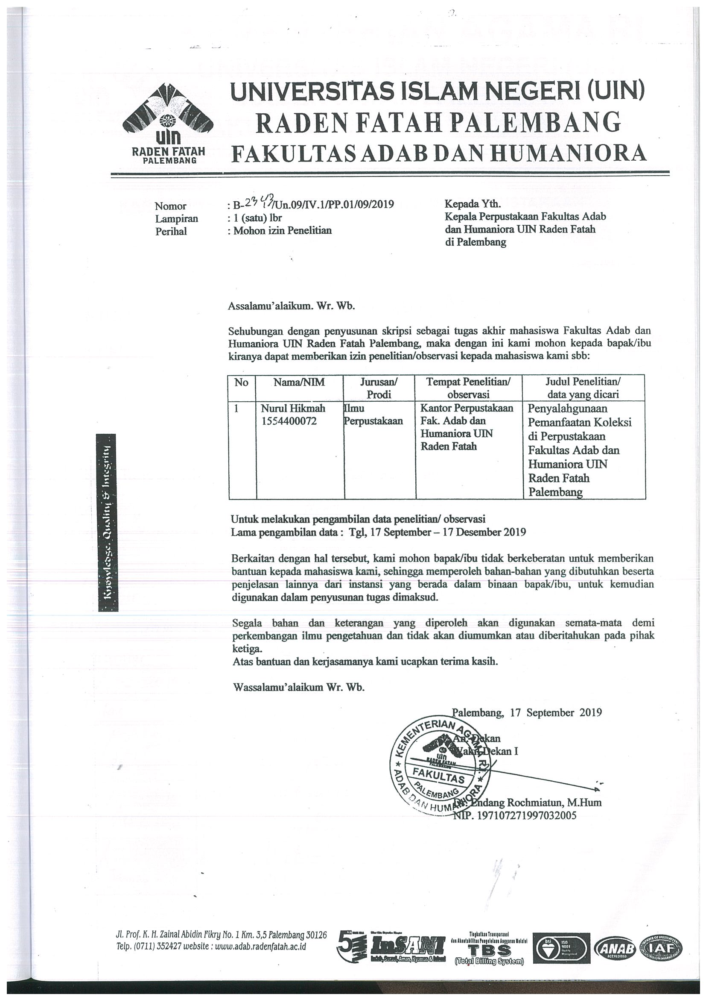 UNIVERSITAS ISLAM NEGERI (UIN)
RADEN FATAH PALEMBANG
FAKULTAS ADAB DAN HUMANIORA
uin
RADEN FATAH
PALEMBANG
Nomor : B-2343/Un.09/IV.1/PP.01/09/2019
Lampiran : 1 (satu) lbr
Perihal : Mohon izin Penelitian
Kepada Yth.
Kepala Perpustakaan Fakultas Adab
dan Humaniora UIN Raden Fatah
di Palembang
Assalamu’alaikum. Wr. Wb.
Sehubungan dengan penyusunan skripsi sebagai tugas akhir mahasiswa Fakultas Adab dan
Humaniora UIN Raden Fatah Palembang, maka dengan ini kami mohon kepada bapak/ibu
kiranya dapat memberikan izin penelitian/observasi kepada mahasiswa kami sbb:
No
Nama/NIM
Jurusan/
Prodi
Tempat Penelitian/
observasi
Judul Penelitian/
data yang dicari
1
Nurul Hikmah
1554400072
Ilmu
Perpustakaan
Kantor Perpustakaan
Fak. Adab dan
Humaniora UIN
Raden Fatah
Penyalahgunaan
Pemanfaatan Koleksi
di Perpustakaan
Fakultas Adab dan
Humaniora UIN
Raden Fatah
Palembang
Knowledge, Quality & Integrity
Untuk melakukan pengambilan data penelitian/ observasi
Lama pengambilan data : Tgl, 17 September – 17 Desember 2019
Berkaitan dengan hal tersebut, kami mohon bapak/ibu tidak berkeberatan untuk memberikan
bantuan kepada mahasiswa kami, sehingga memperoleh bahan-bahan yang dibutuhkan beserta
penjelasan lainnya dari instansi yang berada dalam binaan bapak/ibu, untuk kemudian
digunakan dalam penyusunan tugas dimaksud.
Segala bahan dan keterangan yang diperoleh akan digunakan semata-mata demi
perkembangan ilmu pengetahuan dan tidak akan diumumkan atau diberitahukan pada pihak
ketiga.
Atas bantuan dan kerjasamanya kami ucapkan terima kasih.
Wassalamu’alaikum Wr. Wb.
Palembang, 17 September 2019
An. Dekan
Wakil Dekan I
KEMENTERIAN AGAMA R.I.
uin
RADEN FATAH
PALEMBANG
FAKULTAS
PALEMBANG
ADAB DAN HUMANIORA
Dr. Endang Rochmiatun, M.Hum
NIP. 197107271997032005
Jl. Prof. K. H. Zainal Abidin Fikry No. 1 Km. 3,5 Palembang 30126
Telp. (0711) 352427 website : www.adab.radenfatah.ac.id
5
InSANI
Indah, Serasi, Aman, Nyaman & Islami
Tingkatkan Transparansi
dan Akuntabilitas Pengelolaan Anggaran Melalui
TBS
(Total Billing System)
bsi
ISO
9001
Quality
Management
ANAB
ACCREDITED
IAF